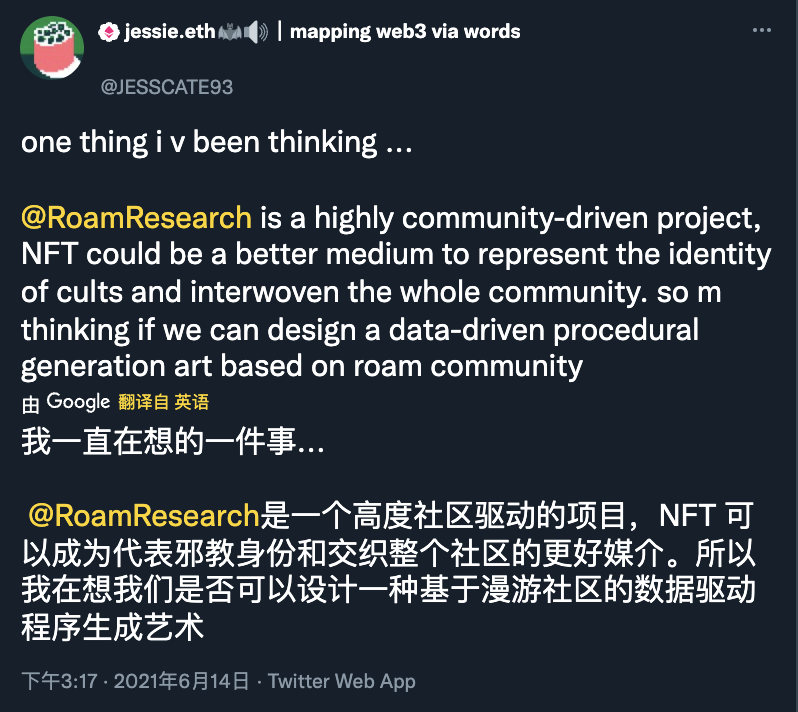 jessie.eth🦇🔊 | mapping web3 via words
@JESSCATE93
one thing i v been thinking ...
@RoamResearch is a highly community-driven project,
NFT could be a better medium to represent the identity
of cults and interwoven the whole community. so m
thinking if we can design a data-driven procedural
generation art based on roam community
由 Google 翻译自 英语
我一直在想的一件事...
@RoamResearch是一个高度社区驱动的项目，NFT 可
以成为代表邪教身份和交织整个社区的更好媒介。所以
我在想我们是否可以设计一种基于漫游社区的数据驱动
程序生成艺术
下午3:17 · 2021年6月14日 · Twitter Web App